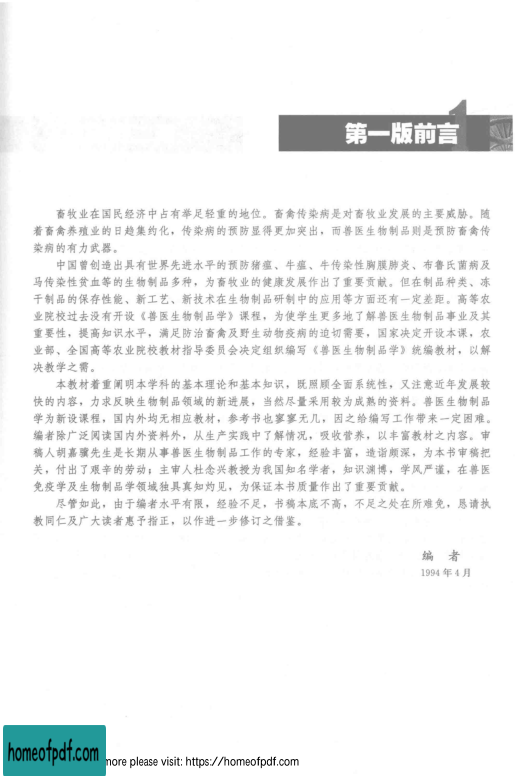 第一版前言
1
畜牧业在国民经济中占有举足轻重的地位。畜禽传染病是对畜牧业发展的主要威胁。随
着畜禽养殖业的日趋集约化，传染病的预防显得更加突出，而兽医生物制品则是预防畜禽传
染病的有力武器。
中国曾创造出具有世界先进水平的预防猪瘟、牛瘟、牛传染性胸膜肺炎、布鲁氏菌病及
马传染性贫血等的生物制品多种，为畜牧业的健康发展作出了重要贡献。但在制品种类、冻
干制品的保存性能、新工艺、新技术在生物制品研制中的应用等方面还有一定差距。高等农
业院校过去没有开设《兽医生物制品学》课程，为使学生更多地了解兽医生物制品事业及其
重要性，提高知识水平，满足防治畜禽及野生动物疫病的迫切需要，国家决定开设本课，农
业部、全国高等农业院校教材指导委员会决定组织编写《兽医生物制品学》统编教材，以解
决教学之需。
本教材着重阐明本学科的基本理论和基本知识，既照顾全面系统性，又注意近年发展较
快的内容，力求反映生物制品领域的新进展，当然尽量采用较为成熟的资料。兽医生物制品
学为新设课程，国内外均无相应教材，参考书也寥寥无几，因之给编写工作带来一定困难。
编者除广泛阅读国内外资料外，从生产实践中了解情况，吸收营养，以丰富教材之内容。审
稿人胡嘉骥先生是长期从事兽医生物制品工作的专家，经验丰富，造诣颇深，为本书审稿把
关，付出了艰辛的劳动；主审人杜念兴教授为我国知名学者，知识渊博，学风严谨，在兽医
免疫学及生物制品学领域独具真知灼见，为保证本书质量作出了重要贡献。
尽管如此，由于编者水平有限，经验不足，书稿本底不高，不足之处在所难免，恳请执
教同仁及广大读者惠予指正，以作进一步修订之借鉴。
编 者
1994 年 4 月
homeofpdf.com
more please visit: https://homeofpdf.com